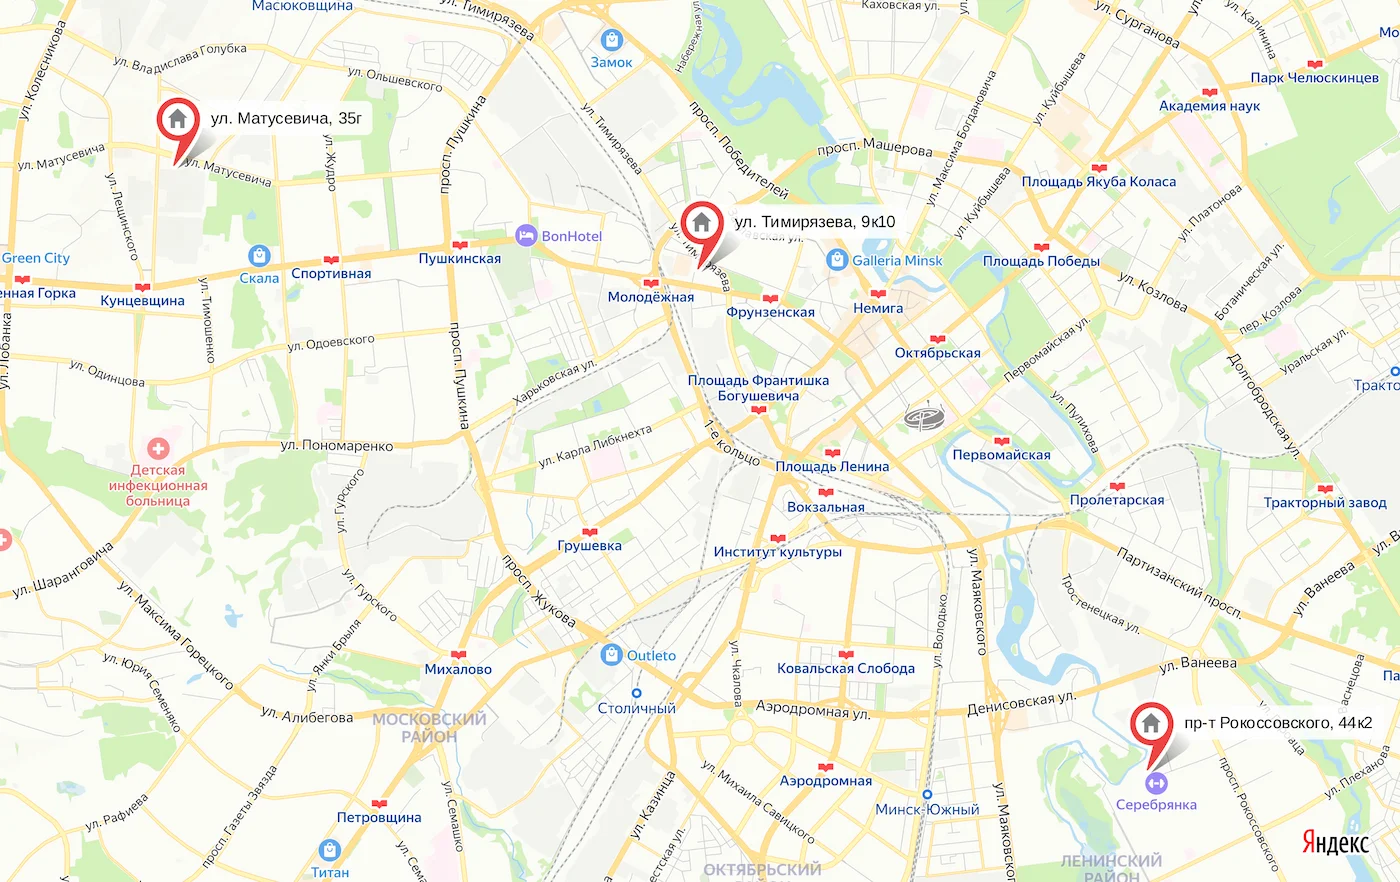 Масюковщина
ул. Тимирязева
Каховская ул.
ул. Сурганова
ул. Калинина
ул. Колесникова
ул. Владислава Голубка
ул. Ольшевского
Замок
Парк Челюскинцев
Академия наук
ул. Куйбышева
ул. Матусевича, 35г
просп. Пушкина
ул. Тимирязева
просп. Победителей
ул. Максима Богдановича
просп. Машерова
ул. Матусевича
ул. Матусевича
ул. Жудро
ул. Лещинского
Площадь Якуба Коласа
ул. Куйбышева
ул. Платонова
ул. Тимирязева, 9к10
ул. Тимирязева
BonHotel
Green City
Скала
Спортивная
Пушкинская
Galleria Minsk
Площадь Победы
Кунцевщина
Молодёжная
Фрунзенская
Немига
ул. Козлова
Ботаническая ул.
пер. Козлова
ул. Тимошенко
ул. Лобанка
ул. Одоевского
ул. Одинцова
просп. Пушкина
Харьковская ул.
Октябрьская
Первомайская ул.
Уральская ул.
Долгобродская ул.
Площадь Франтишка
Богушевича
ул. Пулихова
ул. Пономаренко
ул. Карла Либкнехта
1-е кольцо
Площадь Ленина
Первомайская
Детская
инфекционная
больница
ул. Гурского
Вокзальная
Пролетарская
Тракторный завод
Грушевка
Институт культуры
ул. Шаранговича
просп. Жукова
ул. Маяковского
Партизанский просп.
ул. Ванеева
Тростенецкая ул.
ул. Максима Горецкого
ул. Гурского
ул. Янки Брыля
ул. Юрия Семеняко
Михалово
Outleto
ул. Чкалова
Ковальская Слобода
ул. Володько
ул. Ванеева
Столичный
ул. Алибегова
МОСКОВСКИЙ
РАЙОН
Аэродромная ул.
Денисовская ул.
пр-т Рокоссовского, 44к2
Аэродромная
ул. Михаила Савицкого
ул. Казинца
Минск-Южный
ул. Маяковского
Серебрянка
просп. Рокоссовского
ул. Плеханова
ул. Рафиева
просп. Газеты Звязда
Петровщина
ул. Семашко
Титан
ОКТЯБРЬСКИЙ
ЛЕНИНСКИЙ
РАЙОН
Яндекс